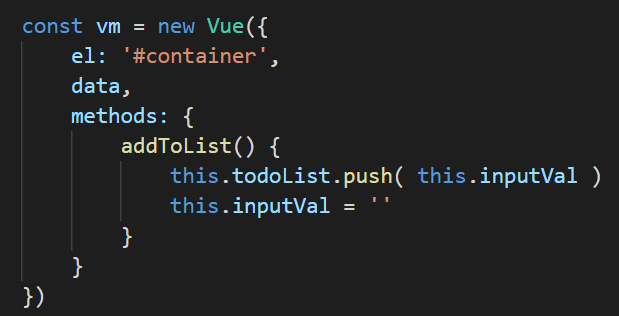 const vm = new Vue({
    el: '#container',
    data,
    methods: {
        addToList() {
            this.todoList.push( this.inputVal )
            this.inputVal = ''
        }
    }
})